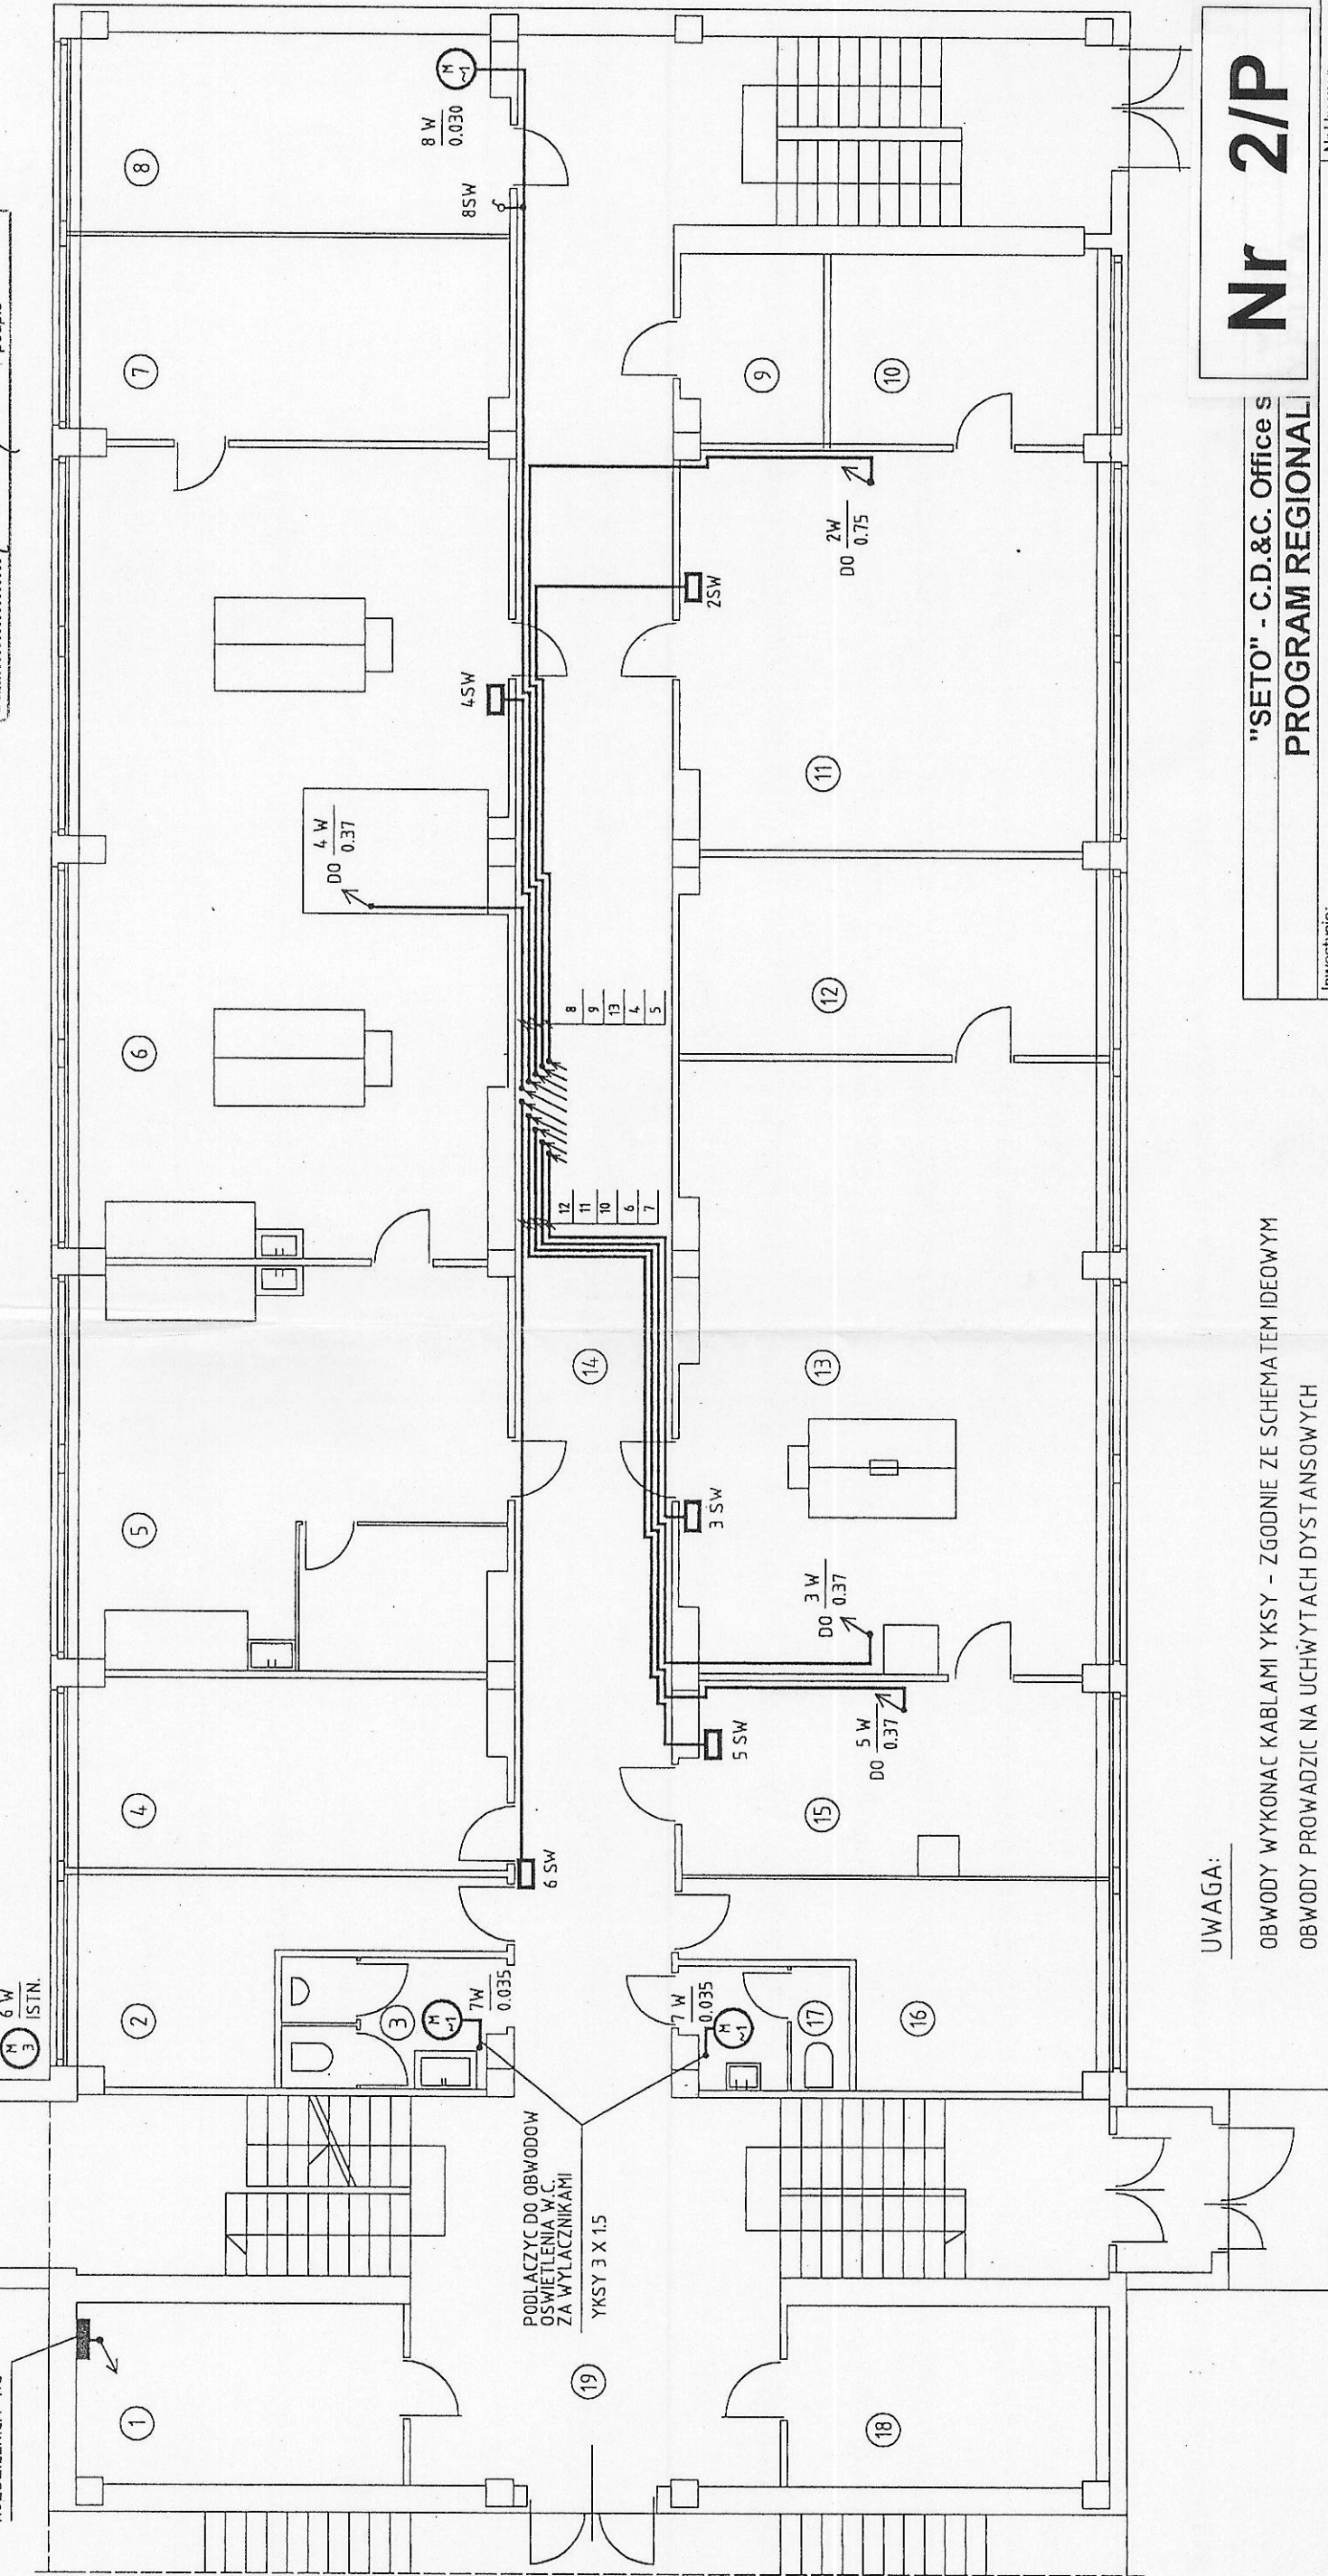 6 W
ISTN.
M
3
1
2
3
4
5
6
7
8
9
10
11
12
13
14
15
16
17
18
19
M
~1
8 W
0.030
8SW
4SW
DO
4 W
0.37
2SW
DO
2W
0.75
8
9
13
4
5
12
11
10
6
7
3 SW
DO
3 W
0.37
5 SW
DO
5 W
0.37
6 SW
M
~1
7W
0.035
M
~1
7 W
0.035
PODLACZYC DO OBWODOW
OSWIETLENIA W.C.
ZA WYLACZNIKAMI
YKSY 3 X 1.5
UWAGA:
OBWODY WYKONAC KABLAMI YKSY - ZGODNIE ZE SCHEMATEM IDEOWYM
OBWODY PROWADZIC NA UCHWYTACH DYSTANSOWYCH
Nr 2/P
"SETO" - C.D.&C. Office s
PROGRAM REGIONAL